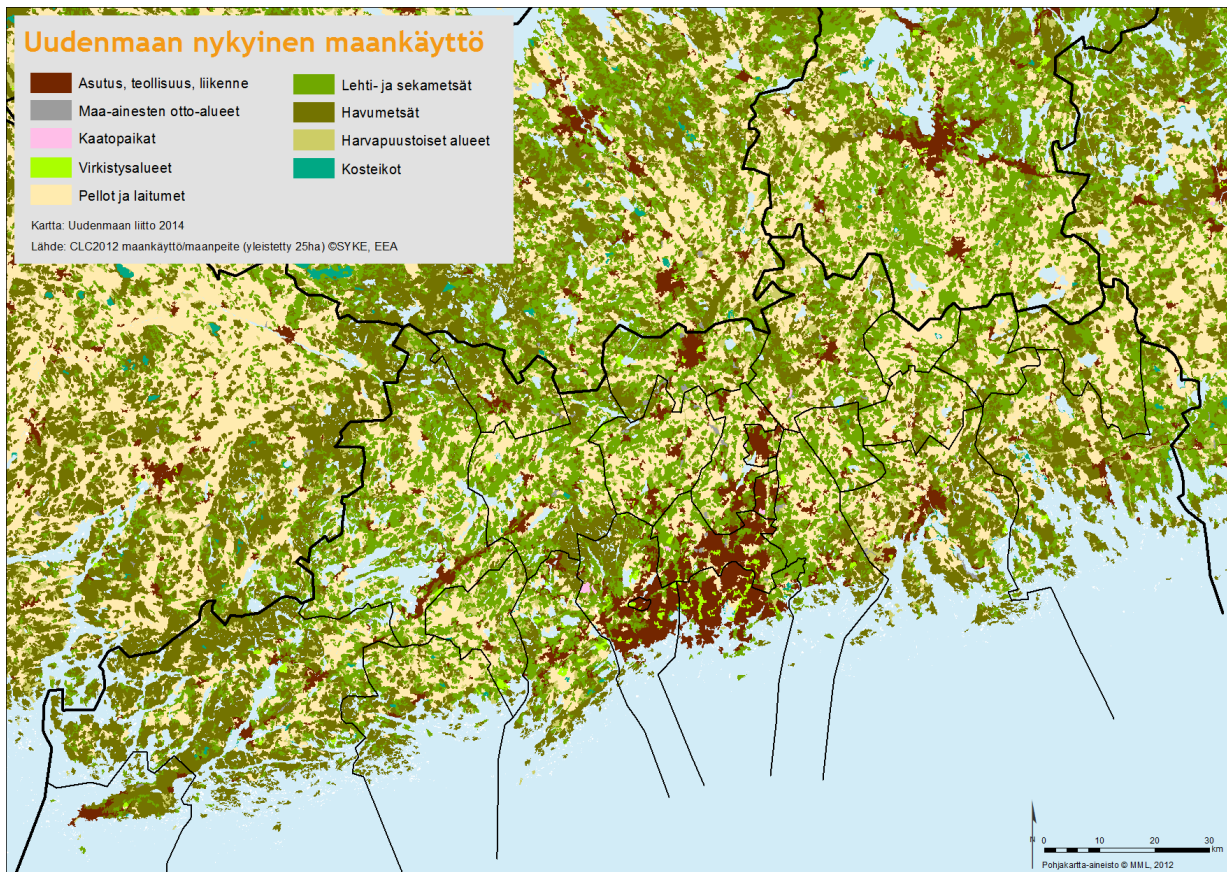 Uudenmaan nykyinen maankäyttö
Asutus, teollisuus, liikenne
Maa-ainesten otto-alueet
Kaatopaikat
Virkistysalueet
Pellot ja laitumet
Lehti- ja sekametsät
Havumetsät
Harvapuustoiset alueet
Kosteikot
Kartta: Uudenmaan liitto 2014
Lähde: CLC2012 maankäyttö/maanpeite (yleistetty 25ha) ©SYKE, EEA
N
0 10 20 30
km
Pohjakartta-aineisto © MML, 2012